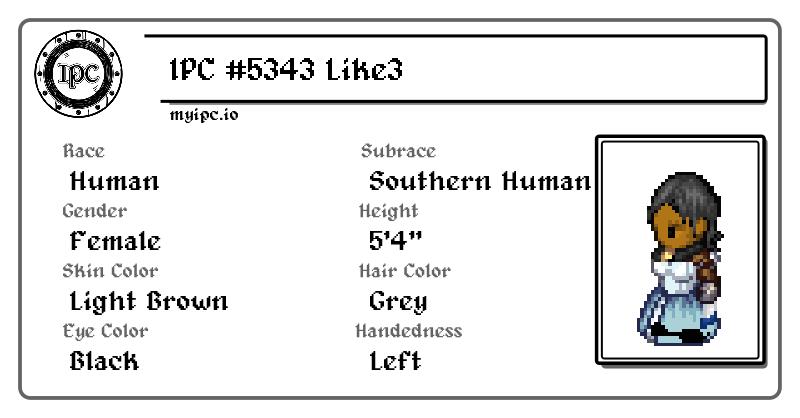 IPC
IPC #5343 Like3
myipc.io
Race
Human
Subrace
Southern Human
Gender
Female
Height
5'4"
Skin Color
Light Brown
Hair Color
Grey
Eye Color
Black
Handedness
Left